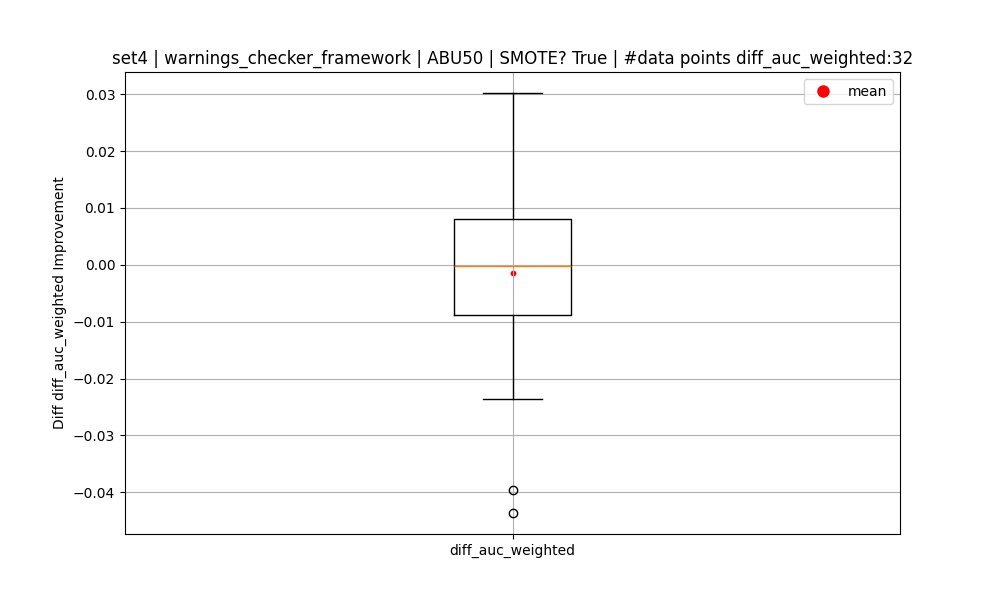 set4 | warnings_checker_framework | ABU50 | SMOTE? True | #data points diff_auc_weighted:32
mean
Diff diff_auc_weighted Improvement
0.03
0.02
0.01
0.00
−0.01
−0.02
−0.03
−0.04
diff_auc_weighted